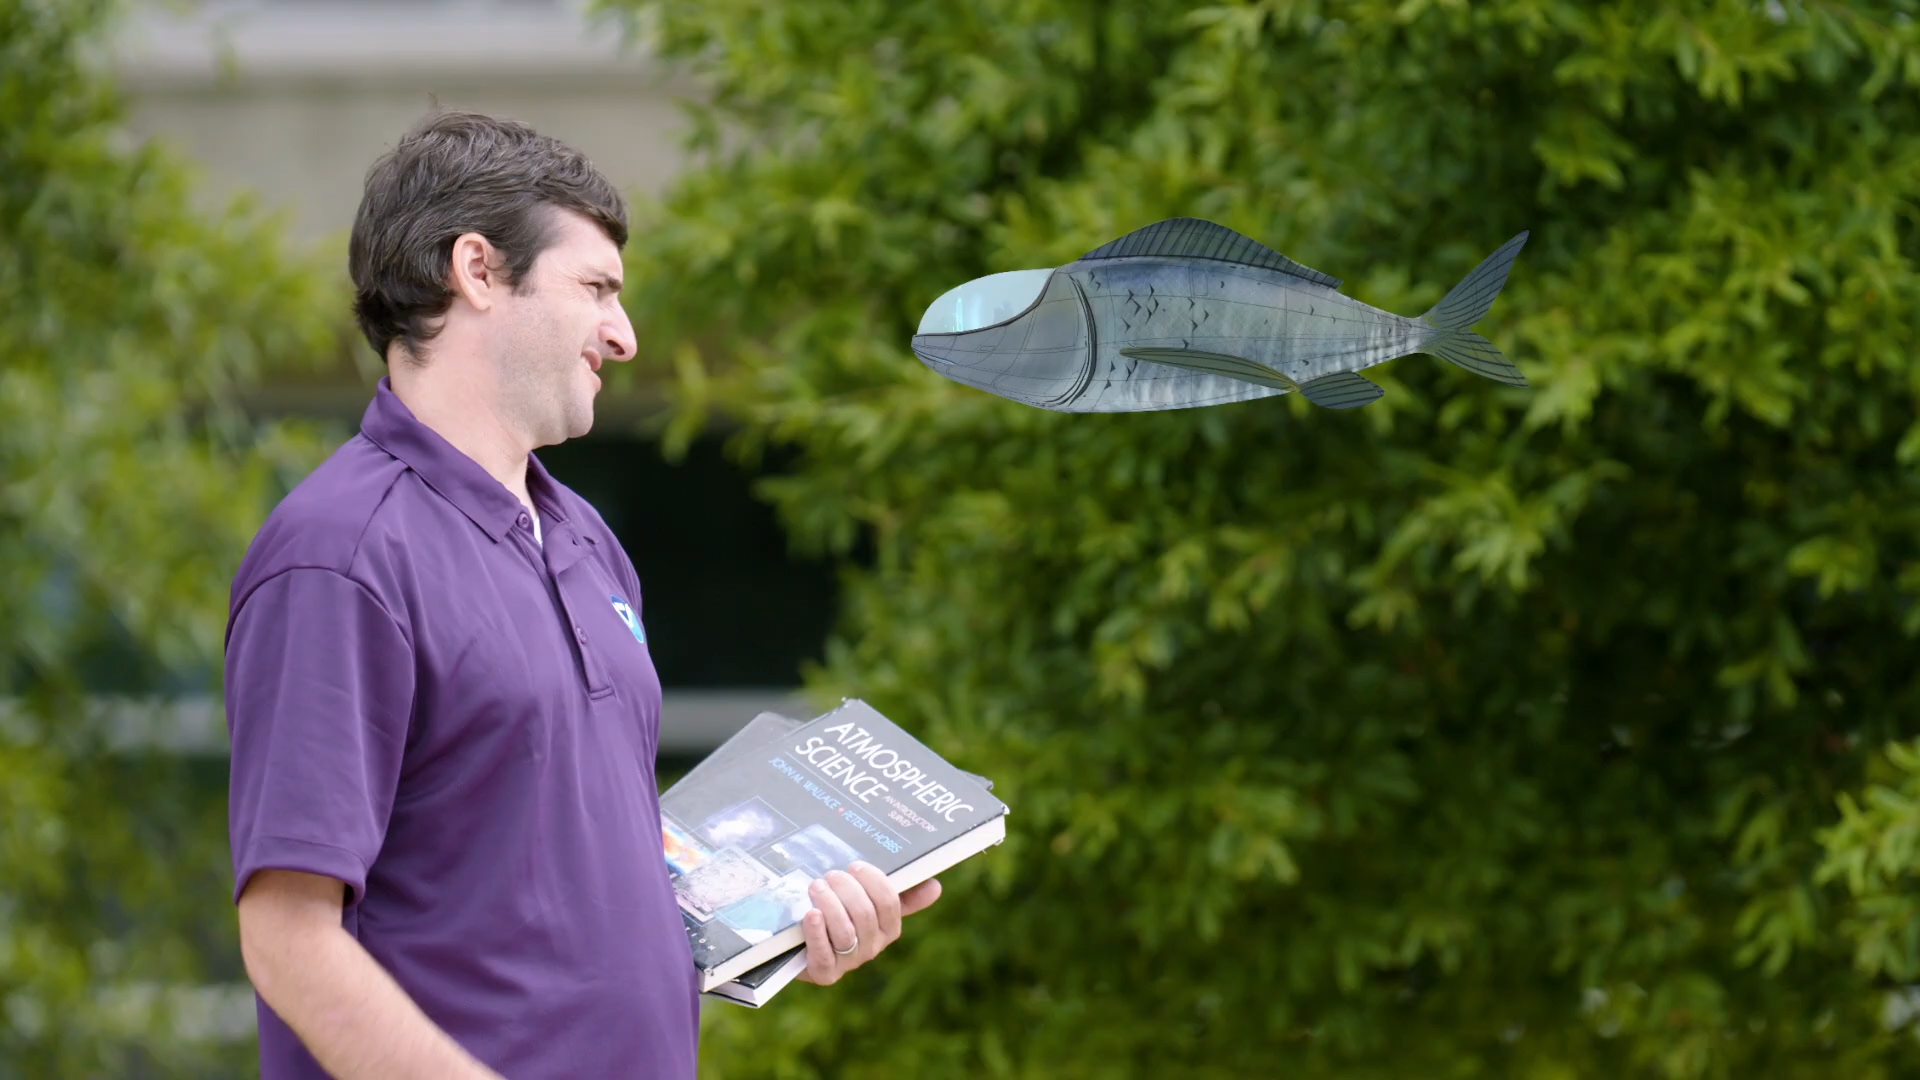 ATMOSPHERIC
SCIENCE
AN INTRODUCTORY
SURVEY
JOHN M. WALLACE • PETER V. HOBBS